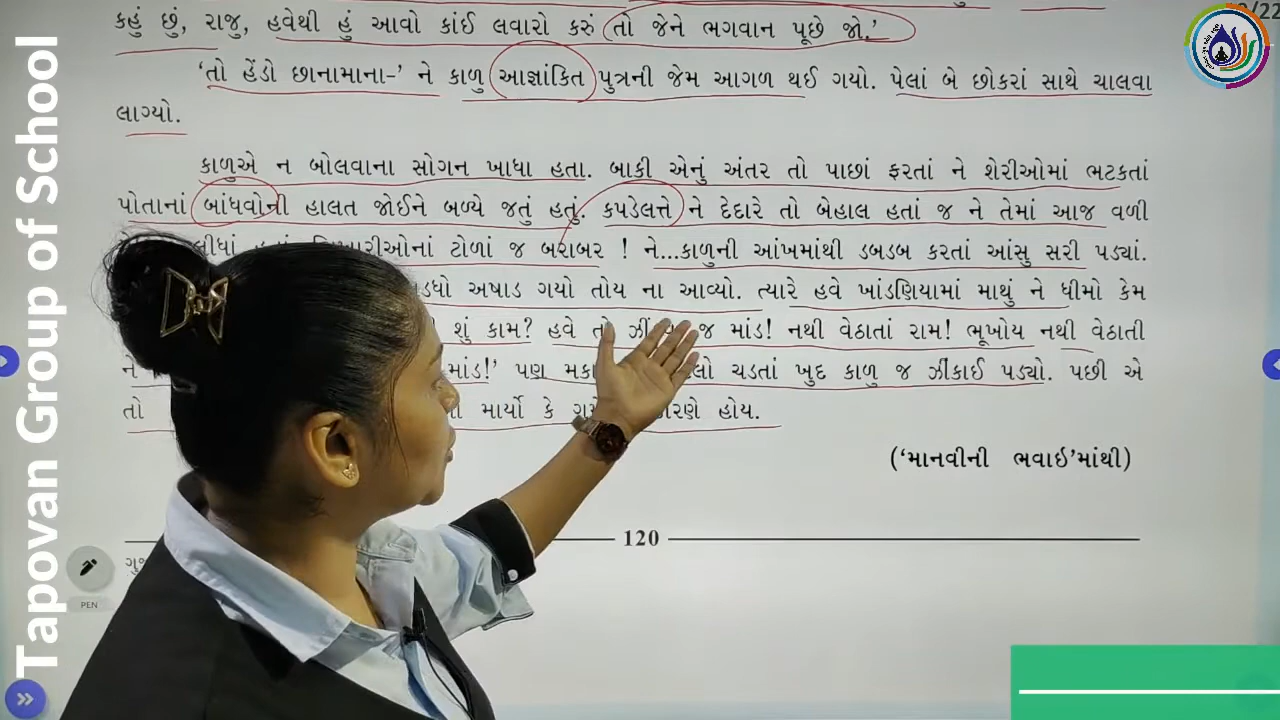 કહું છું, રાજુ, હવેથી હું આવો કાંઈ લવારો કરું તો જેને ભગવાન પૂછે જો.’
‘તો હેંડો છાનામાના-’ ને કાળુ આજ્ઞાંકિત પુત્રની જેમ આગળ થઈ ગયો. પેલાં બે છોકરાં સાથે ચાલવા
લાગ્યો.
કાળુએ ન બોલવાના સોગન ખાધા હતા. બાકી એનું અંતર તો પાછાં ફરતાં ને શેરીઓમાં ભટકતાં
પોતાનાં બાંધવોની હાલત જોઈને બળ્યે જતું હતું. કપડેલત્તે ને દેદારે તો બેહાલ હતાં જ ને તેમાં આજ વળી
ટોળાં જ બરાબર ! ને...કાળુની આંખમાંથી ડબડબ કરતાં આંસુ સરી પડ્યાં.
અષાડ ગયો તોય ના આવ્યો. ત્યારે હવે ખાંડણિયામાં માથું ને ધીમો કેમ
શું કામ? હવે તો જ માંડ! નથી વેઠાતાં રામ! ભૂખોય નથી વેઠાતી
ને માંડ!’ પણ ચડતાં ખુદ કાળુ જ ઝીંકાઈ પડ્યો. પછી એ
તો માર્યો કે હોય.
(‘માનવીની ભવાઈ’માંથી)
120
PEN
Tapovan Group of School